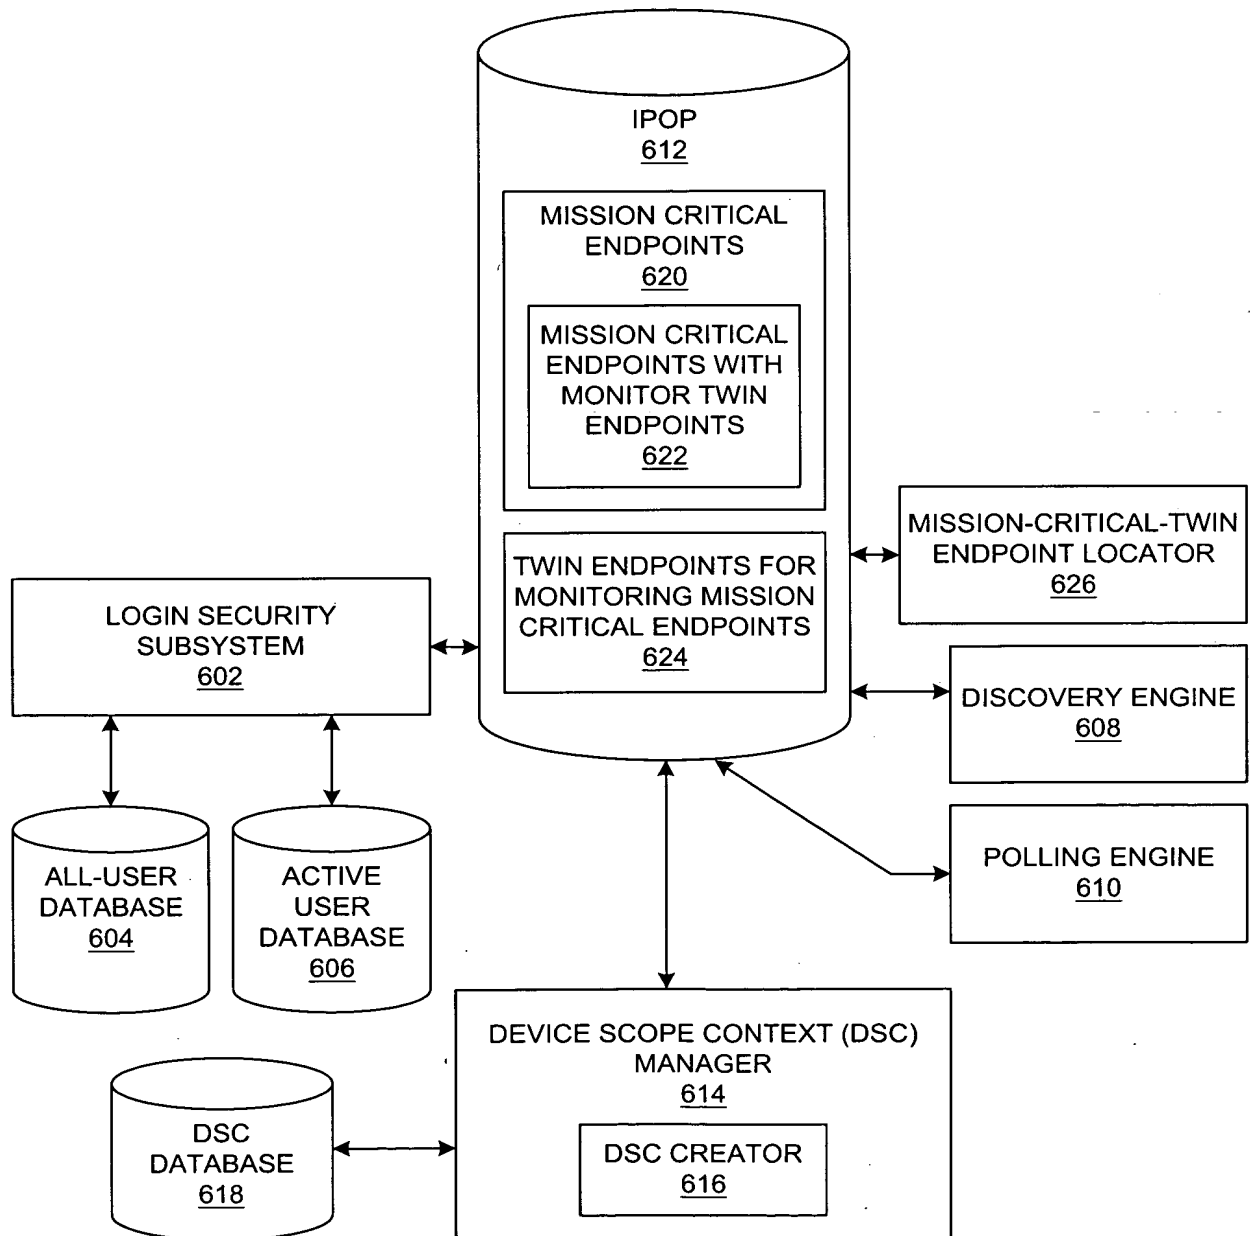 IPOP
612
MISSION CRITICAL
ENDPOINTS
620
MISSION CRITICAL
ENDPOINTS WITH
MONITOR TWIN
ENDPOINTS
622
TWIN ENDPOINTS FOR
MONITORING MISSION
CRITICAL ENDPOINTS
624
MISSION-CRITICAL-TWIN
ENDPOINT LOCATOR
626
LOGIN SECURITY
SUBSYSTEM
602
DISCOVERY ENGINE
608
ALL-USER
DATABASE
604
ACTIVE
USER
DATABASE
606
POLLING ENGINE
610
DEVICE SCOPE CONTEXT (DSC)
MANAGER
614
DSC CREATOR
616
DSC
DATABASE
618